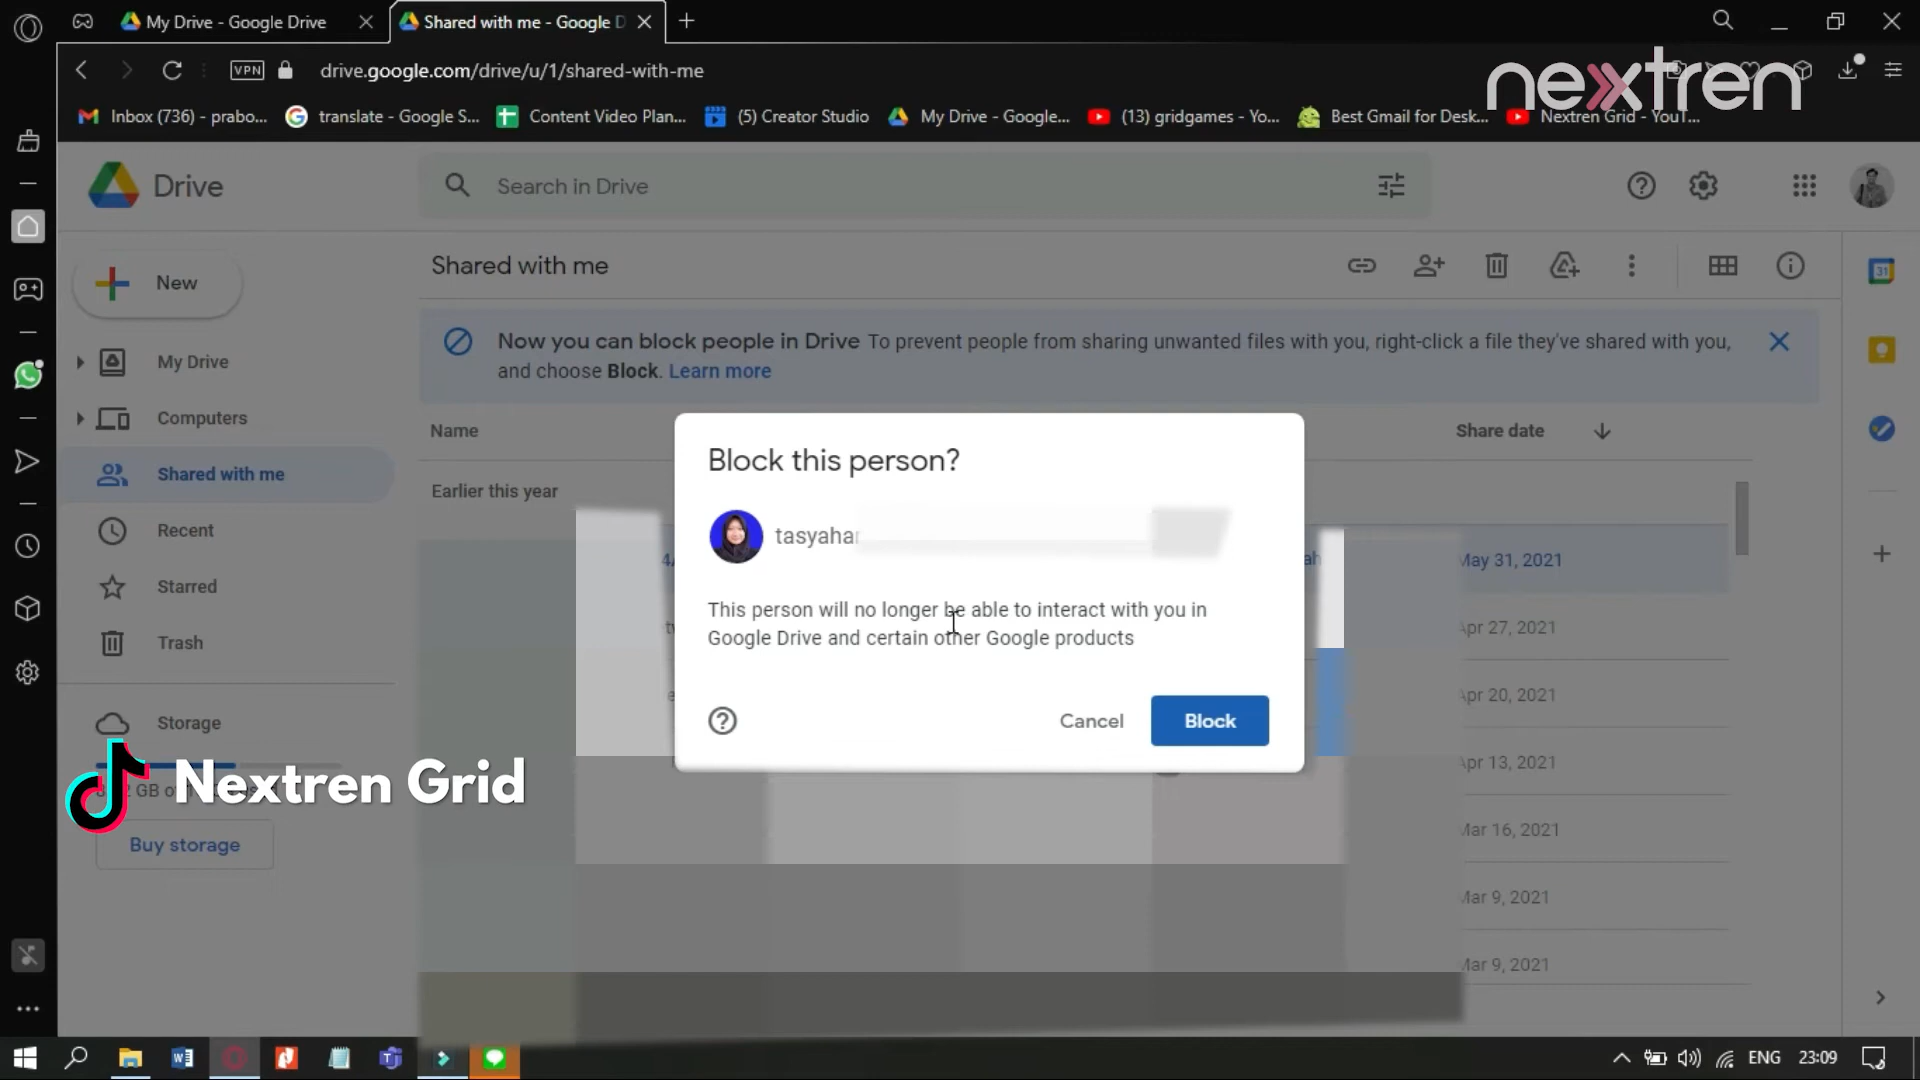 My Drive - Google Drive
Shared with me - Google D
VPN
drive.google.com/drive/u/1/shared-with-me
nextren
Inbox (736) - prabo...
translate - Google S...
Content Video Plan...
(5) Creator Studio
My Drive - Google...
(13) gridgames - Yo...
Best Gmail for Desk...
Nextren Grid - YouT...
Drive
Search in Drive
New
Shared with me
31
Now you can block people in Drive To prevent people from sharing unwanted files with you, right-click a file they've shared with you,
and choose Block. Learn more
My Drive
Computers
Shared with me
Recent
Starred
Trash
Storage
GB of
Buy storage
Nextren Grid
Name
Share date
Earlier this year
Block this person?
tasyahar
This person will no longer be able to interact with you in
Google Drive and certain other Google products
Cancel
Block
May 31, 2021
Apr 27, 2021
Apr 20, 2021
Apr 13, 2021
Mar 16, 2021
Mar 9, 2021
Mar 9, 2021
ENG
23:09